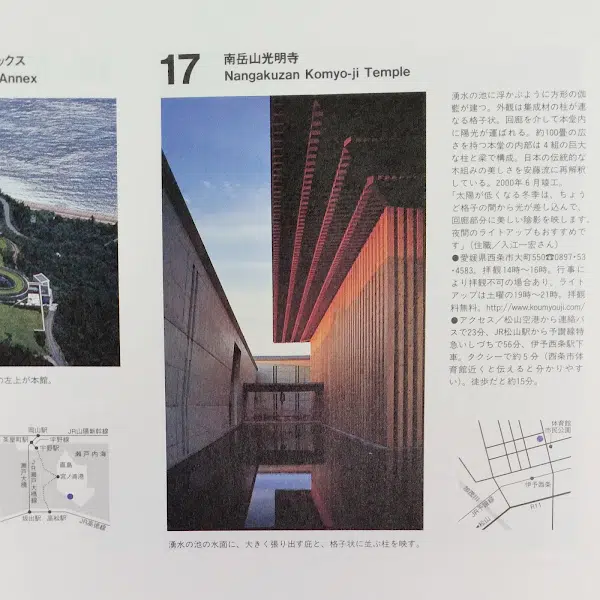 ックス
Annex
17
南岳山光明寺
Nangakuzan Komyo-ji Temple
湧水の池に浮かぶように方形の伽
藍が建つ。外観は集成材の柱が連
なる格子状。回廊を介して本堂内
に陽光が運ばれる。約100畳の広
さを持つ本堂の内部は4組の巨大
な柱と梁で構成。日本の伝統的な
木組みの美しさを安藤流に再解釈
している。2000年6月竣工。
「太陽が低くなる冬季は、ちょう
ど格子の間から光が差し込んで、
回廊部分に美しい陰影を映します。
夜間のライトアップもおすすめで
す」(住職／入江一宏さん)
●愛媛県西条市大町550☎0897・53
・4583。拝観14時〜16時。行事に
より拝観不可の場合あり。ライト
アップは土曜の19時〜21時。拝観
料無料。http://www.koumyouji.com/
●アクセス／松山空港から連絡バ
スで23分、JR松山駅から予讃線特
急いしづちで56分、伊予西条駅下
車。タクシーで約5分(西条市体
育館近くと伝えると分かりやす
い)。徒歩だと約15分。
の左上が本館。
湧水の池の水面に、大きく張り出す庇と、格子状に並ぶ柱を映す。
岡山駅
JR山陽新幹線
茶屋町駅
宇野線
宇野駅
瀬戸内海
JR瀬戸大橋線
瀬戸大橋
直島
宮ノ浦港
坂出駅
高松駅
JR高徳線
体育館
市民公園
伊予西条
R11